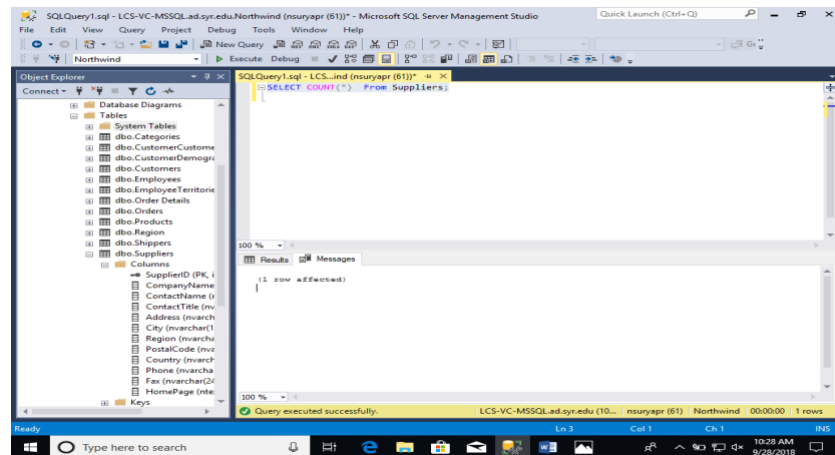 SQLQuery1.sql - LCS-VC-MSSQL.ad.syr.edu.Northwind (nsuryapr (61))* - Microsoft SQL Server Management Studio
Quick Launch (Ctrl+Q)
File Edit View Query Project Debug Tools Window Help
New Query
Northwind
Execute Debug
Object Explorer
SQLQuery1.sql - LCS...ind (nsuryapr (61))*
Connect
SELECT COUNT(*) From Suppliers;
Database Diagrams
Tables
System Tables
dbo.Categories
dbo.CustomerCustome
dbo.CustomerDemogra
dbo.Customers
dbo.Employees
dbo.EmployeeTerritorie
dbo.Order Details
dbo.Orders
dbo.Products
dbo.Region
dbo.Shippers
dbo.Suppliers
Columns
SupplierID (PK, i
CompanyName
ContactName (r
ContactTitle (nv
Address (nvarch
City (nvarchar(1
Region (nvarcha
PostalCode (nva
Country (nvarch
Phone (nvarcha
Fax (nvarchar(24
HomePage (nte
Keys
100 %
Results Messages
(1 row affected)
100 %
Query executed successfully.
LCS-VC-MSSQL.ad.syr.edu (10... nsuryapr (61) Northwind 00:00:00 1 rows
Ready
Ln 3 Col 1 Ch 1 INS
Type here to search
10:28 AM
9/28/2018